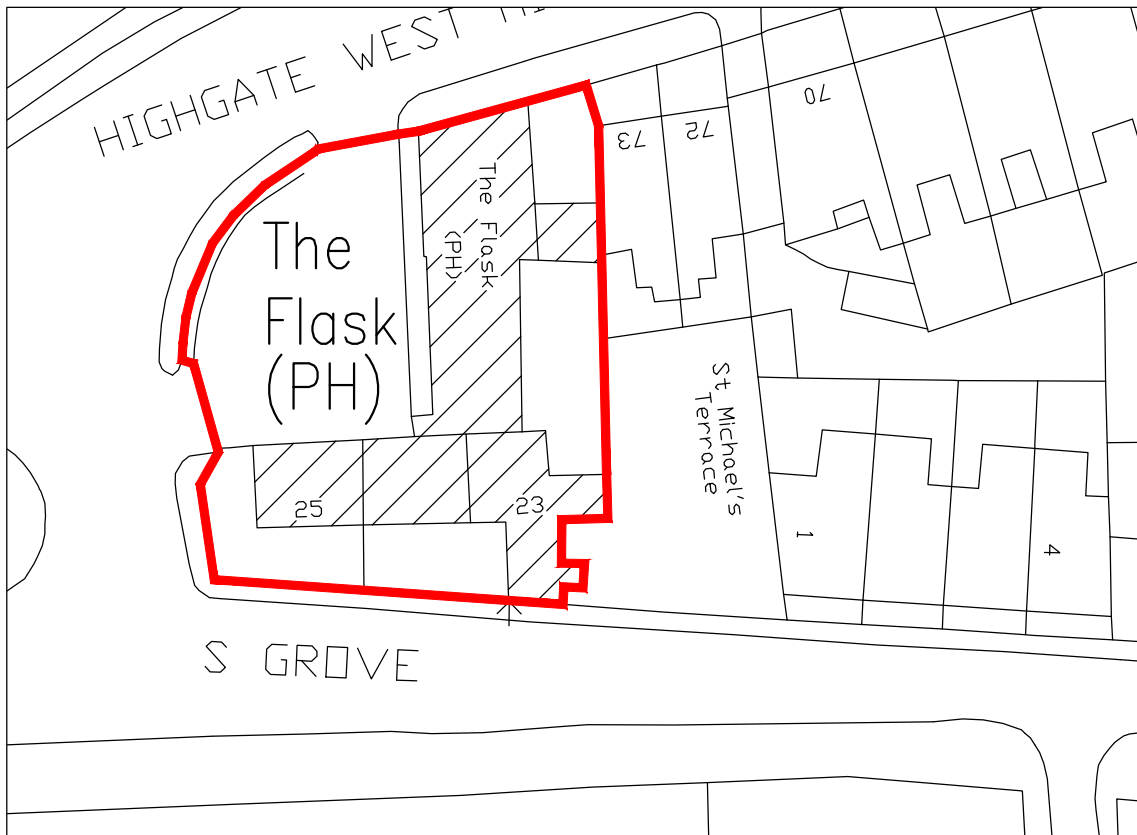 HIGHGATE WEST HI
70
73
72
The Flask
(PH)
The
Flask
(PH)
St Michael's
Terrace
25
23
1
4
S GROVE